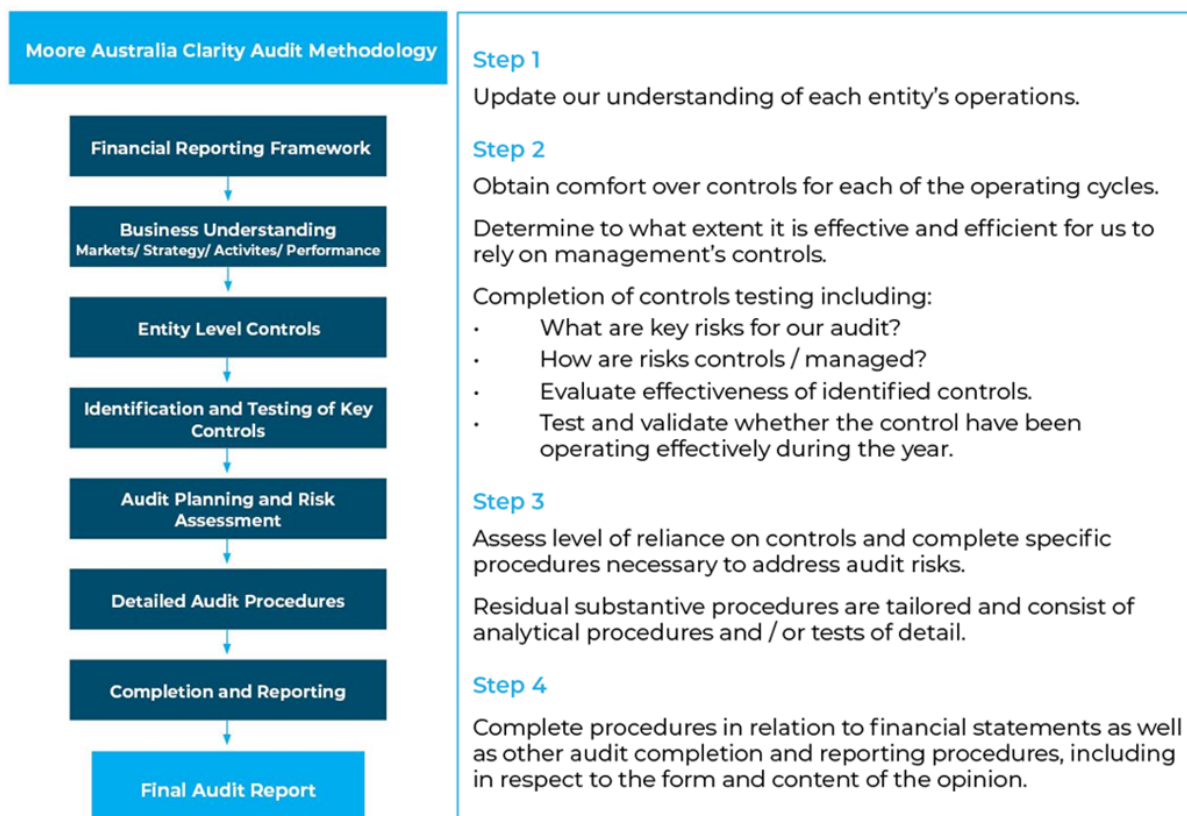 Moore Australia Clarity Audit Methodology
Financial Reporting Framework
Business Understanding
Markets/ Strategy/ Activites/ Performance
Entity Level Controls
Identification and Testing of Key
Controls
Audit Planning and Risk
Assessment
Detailed Audit Procedures
Completion and Reporting
Final Audit Report
Step 1
Update our understanding of each entity’s operations.
Step 2
Obtain comfort over controls for each of the operating cycles.
Determine to what extent it is effective and efficient for us to
rely on management’s controls.
Completion of controls testing including:
· What are key risks for our audit?
· How are risks controls / managed?
· Evaluate effectiveness of identified controls.
· Test and validate whether the control have been
operating effectively during the year.
Step 3
Assess level of reliance on controls and complete specific
procedures necessary to address audit risks.
Residual substantive procedures are tailored and consist of
analytical procedures and / or tests of detail.
Step 4
Complete procedures in relation to financial statements as well
as other audit completion and reporting procedures, including
in respect to the form and content of the opinion.